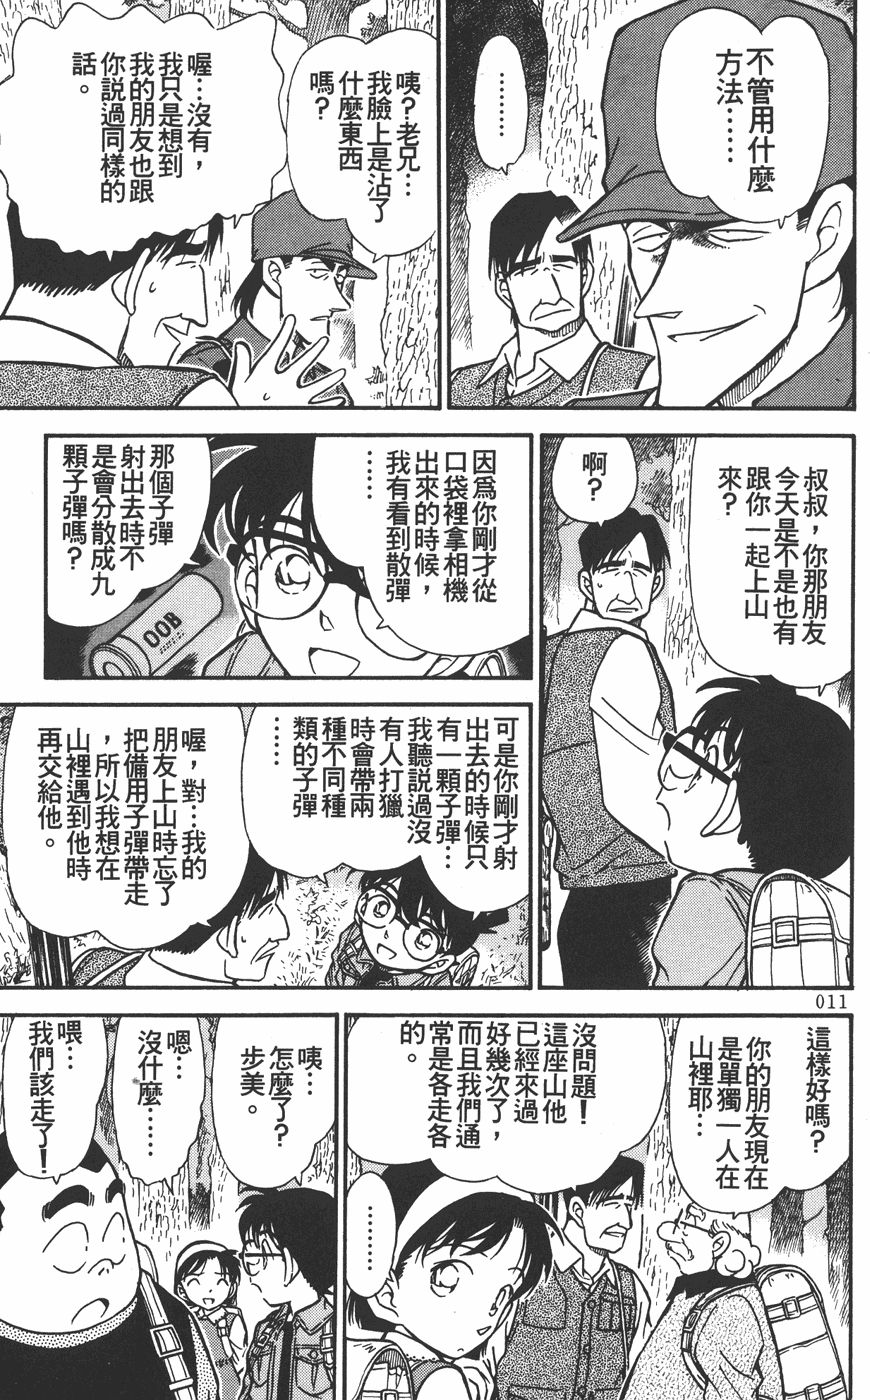 不管用什麼
方法……
………
咦？老兄…
我臉上是沾了
什麼東西
嗎？
喔…沒有，
我只是想到
我的朋友也跟
你說過同樣的
話。
叔叔，你那朋友
今天是不是也有
跟你一起上山
來？
啊？
因為你剛才從
口袋裡拿相機
出來的時候，
我有看到散彈
……
那個子彈
射出去時不
是會分散成九
顆子彈嗎？
OOB
可是你剛才射
出去的時候只
有一顆子彈…
我聽說過沒
有人打獵
時會帶兩
種不同種
類的子彈
……
喔，對…我的
朋友上山時忘了
把備用子彈帶走
，所以我想在
山裡遇到他時
再交給他。
011
這樣好嗎？
你的朋友現在
是單獨一人在
山裡耶…
沒問題！
這座山他
已經來過
好幾次了，
而且我們通
常是各走各
的。
………
咦…
怎麼了？
步美。
嗯…
沒什麼……
喂…
我們該走了！